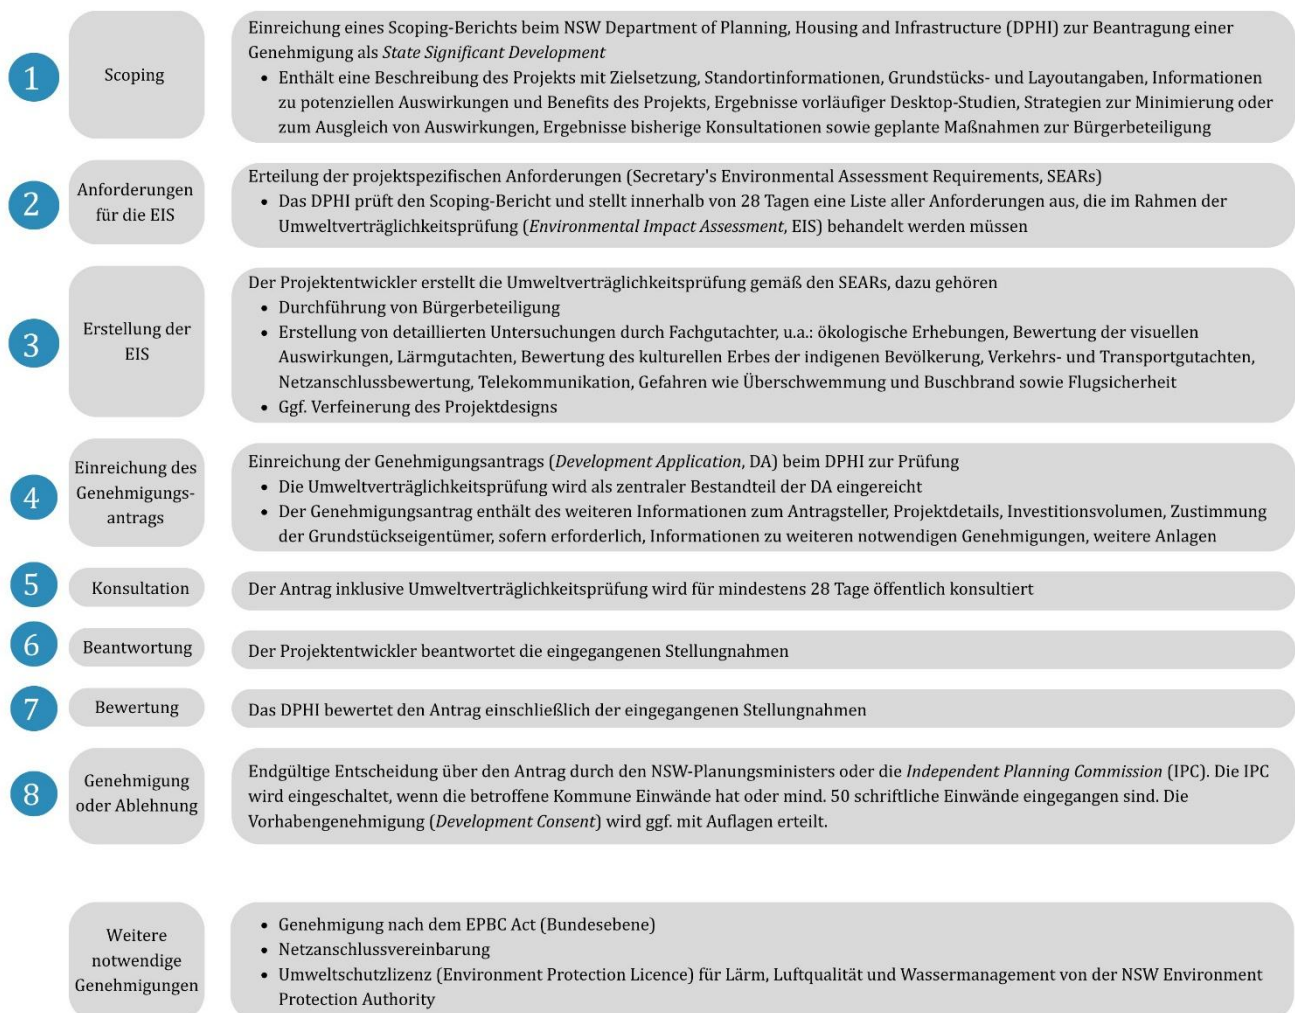 1
Scoping
Einreichung eines Scoping-Berichts beim NSW Department of Planning, Housing and Infrastructure (DPHI) zur Beantragung einer
Genehmigung als State Significant Development
• Enthält eine Beschreibung des Projekts mit Zielsetzung, Standortinformationen, Grundstücks- und Layoutangaben, Informationen
zu potenziellen Auswirkungen und Benefits des Projekts, Ergebnisse vorläufiger Desktop-Studien, Strategien zur Minimierung oder
zum Ausgleich von Auswirkungen, Ergebnisse bisherige Konsultationen sowie geplante Maßnahmen zur Bürgerbeteiligung
2
Anforderungen
für die EIS
Erteilung der projektspezifischen Anforderungen (Secretary's Environmental Assessment Requirements, SEARs)
• Das DPHI prüft den Scoping-Bericht und stellt innerhalb von 28 Tagen eine Liste aller Anforderungen aus, die im Rahmen der
Umweltverträglichkeitsprüfung (Environmental Impact Assessment, EIS) behandelt werden müssen
3
Erstellung der
EIS
Der Projektentwickler erstellt die Umweltverträglichkeitsprüfung gemäß den SEARs, dazu gehören
• Durchführung von Bürgerbeteiligung
• Erstellung von detaillierten Untersuchungen durch Fachgutachter, u.a.: ökologische Erhebungen, Bewertung der visuellen
Auswirkungen, Lärmgutachten, Bewertung des kulturellen Erbes der indigenen Bevölkerung, Verkehrs- und Transportgutachten,
Netzanschlussbewertung, Telekommunikation, Gefahren wie Überschwemmung und Buschbrand sowie Flugsicherheit
• Ggf. Verfeinerung des Projektdesigns
4
Einreichung des
Genehmigungs-
antrags
Einreichung der Genehmigungsantrags (Development Application, DA) beim DPHI zur Prüfung
• Die Umweltverträglichkeitsprüfung wird als zentraler Bestandteil der DA eingereicht
• Der Genehmigungsantrag enthält des weiteren Informationen zum Antragsteller, Projektdetails, Investitionsvolumen, Zustimmung
der Grundstückseigentümer, sofern erforderlich, Informationen zu weiteren notwendigen Genehmigungen, weitere Anlagen
5
Konsultation
Der Antrag inklusive Umweltverträglichkeitsprüfung wird für mindestens 28 Tage öffentlich konsultiert
6
Beantwortung
Der Projektentwickler beantwortet die eingegangenen Stellungnahmen
7
Bewertung
Das DPHI bewertet den Antrag einschließlich der eingegangenen Stellungnahmen
8
Genehmigung
oder Ablehnung
Endgültige Entscheidung über den Antrag durch den NSW-Planungsministers oder die Independent Planning Commission (IPC). Die IPC
wird eingeschaltet, wenn die betroffene Kommune Einwände hat oder mind. 50 schriftliche Einwände eingegangen sind. Die
Vorhabengenehmigung (Development Consent) wird ggf. mit Auflagen erteilt.
Weitere
notwendige
Genehmigungen
• Genehmigung nach dem EPBC Act (Bundesebene)
• Netzanschlussvereinbarung
• Umweltschutzlizenz (Environment Protection Licence) für Lärm, Luftqualität und Wassermanagement von der NSW Environment
Protection Authority